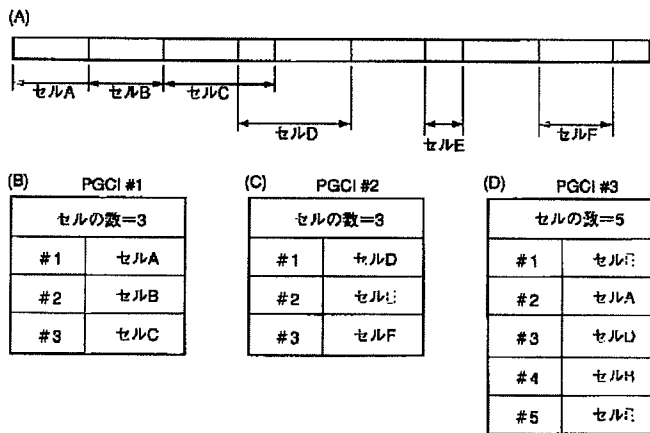 (A)
セルA セルB セルC
セルD
セルE
セルF
(B) PGCI #1
セルの数=3
#1 セルA
#2 セルB
#3 セルC
(C) PGCI #2
セルの数=3
#1 セルD
#2
#3 セルF
(D) PGCI #3
セルの数=5
#1
#2 セルA
#3
#4
#5